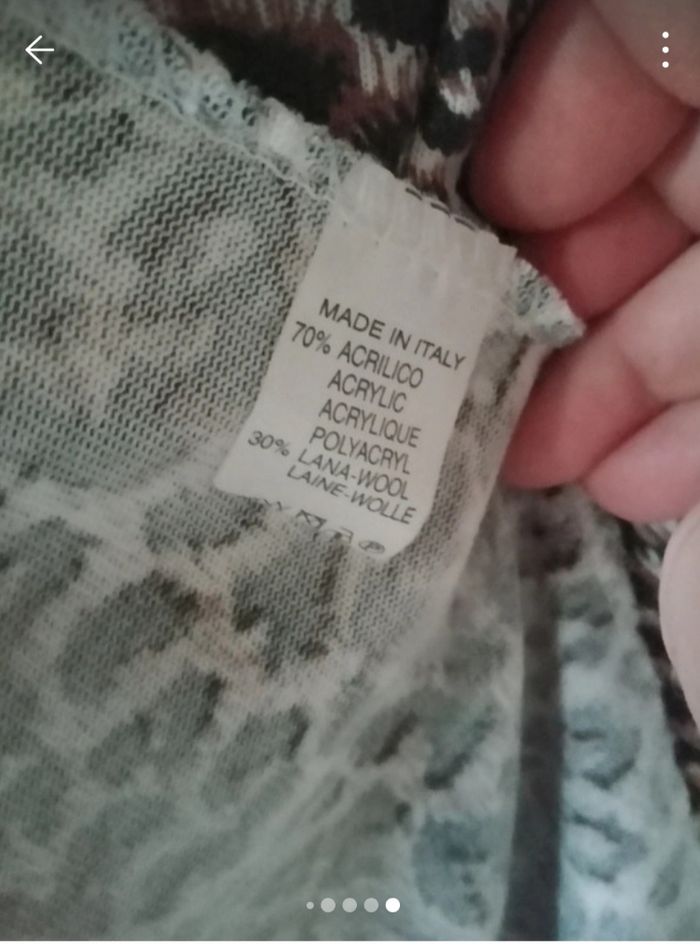 MADE IN ITALY
70% ACRILICO
ACRYLIC
ACRYLIQUE
POLYACRYL
30% LANA-WOOL
LAINE-WOLLE